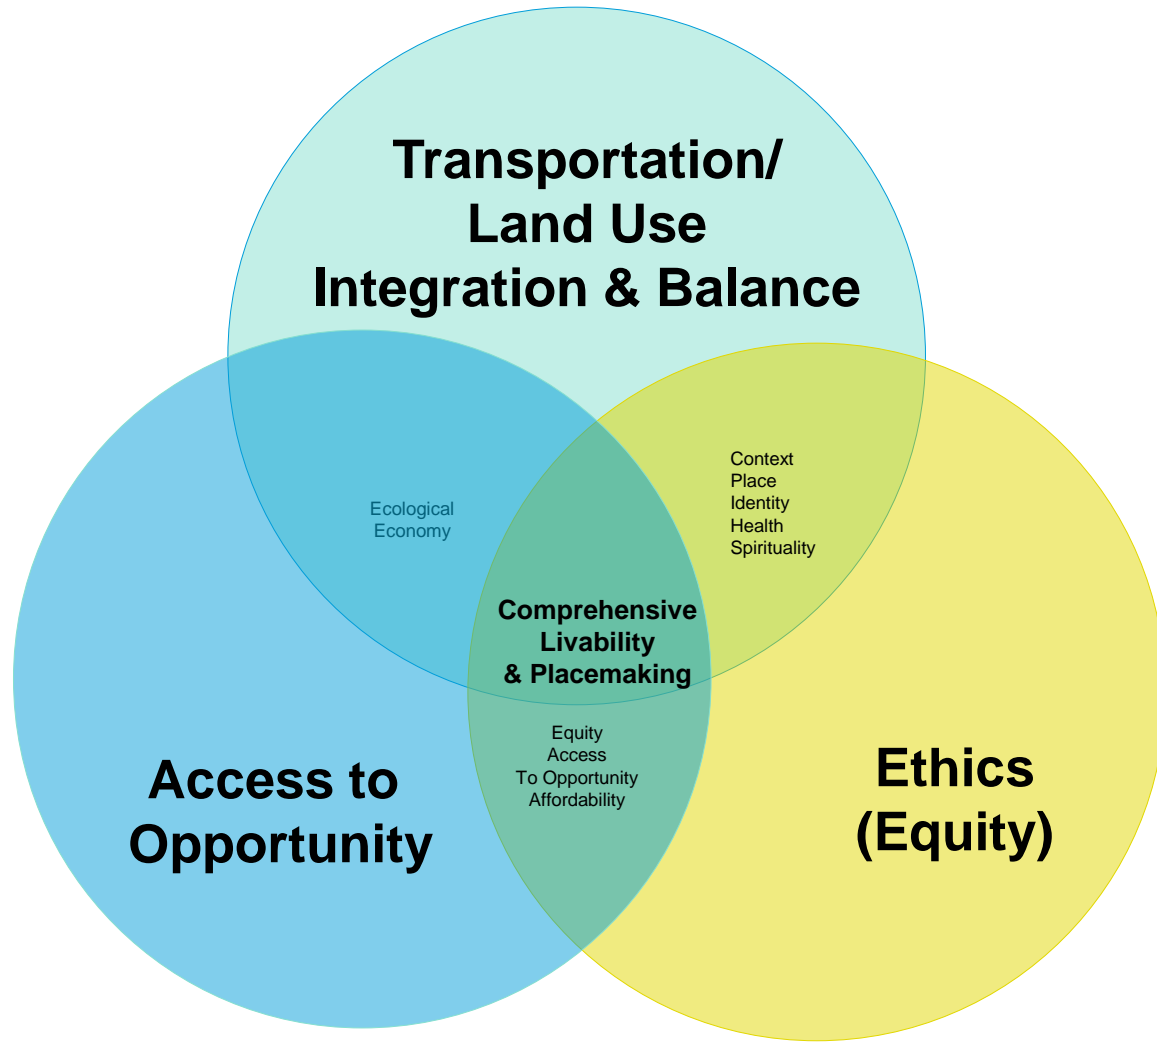 Transportation/
Land Use
Integration & Balance
Context
Place
Identity
Health
Spirituality
Ecological
Economy
Comprehensive
Livability
& Placemaking
Equity
Access
To Opportunity
Affordability
Access to
Opportunity
Ethics
(Equity)